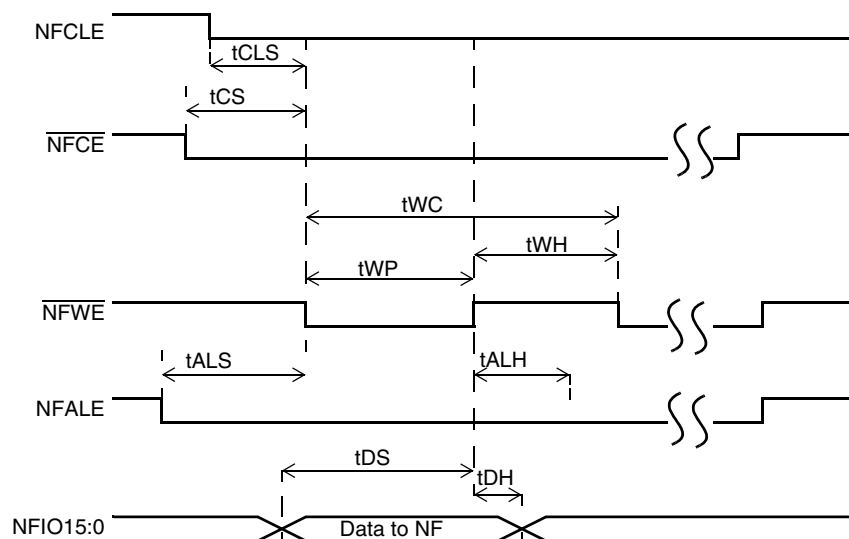 NFCLE
tCLS
tCS
NFCE
tWC
tWH
tWP
NFWE
tALS
tALH
NFALE
tDS
tDH
NFIO15:0
Data to NF